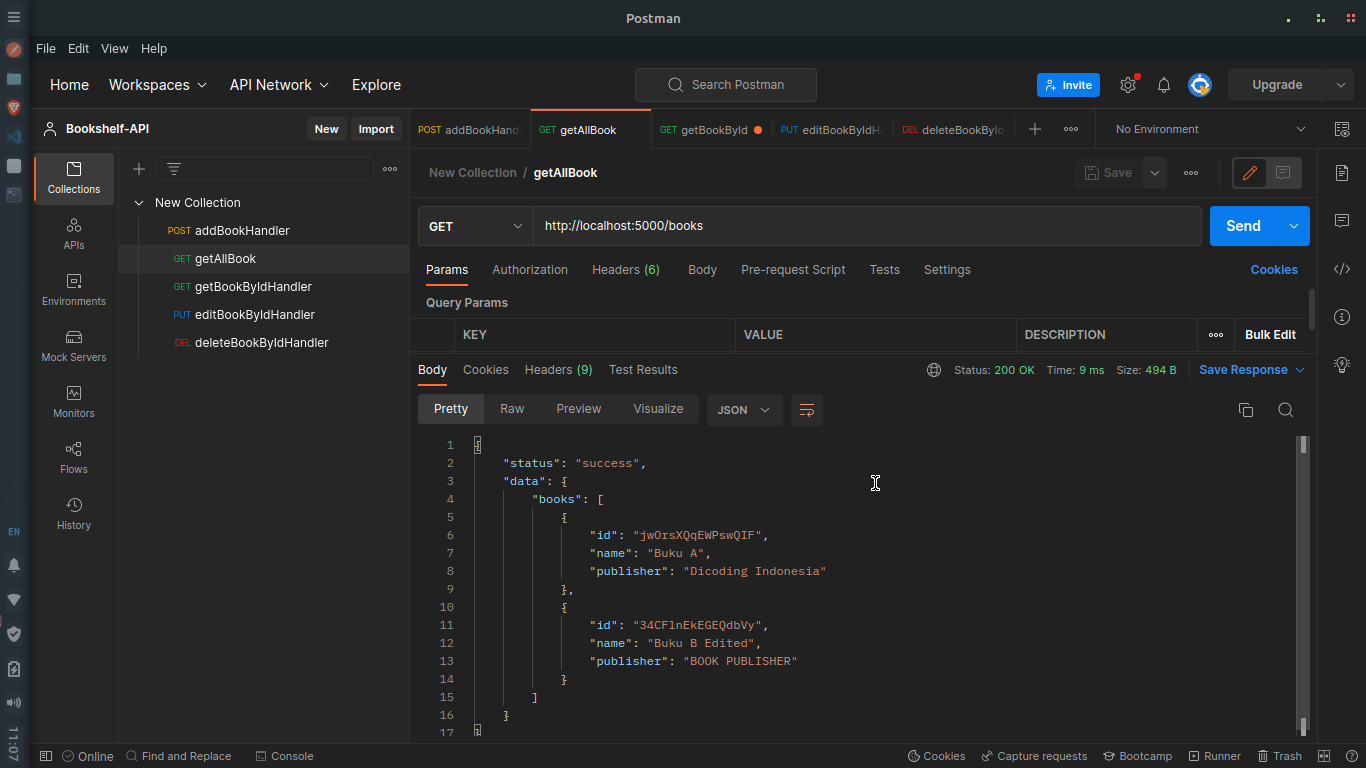 Postman
File Edit View Help
Home Workspaces API Network Explore Search Postman Invite Upgrade
Bookshelf-API New Import POST addBookHand GET getAllBook GET getBookById PUT editBookByIdH DEL deleteBookById No Environment
Collections
APIs
Environments
Mock Servers
Monitors
Flows
History
New Collection
POST addBookHandler
GET getAllBook
GET getBookByIdHandler
PUT editBookByIdHandler
DEL deleteBookByIdHandler
New Collection / getAllBook Save
GET http://localhost:5000/books Send
Params Authorization Headers (6) Body Pre-request Script Tests Settings Cookies
Query Params
KEY VALUE DESCRIPTION Bulk Edit
Body Cookies Headers (9) Test Results Status: 200 OK Time: 9 ms Size: 494 B Save Response
Pretty Raw Preview Visualize JSON
1 {
2 "status": "success",
3 "data": {
4 "books": [
5 {
6 "id": "jwOrsXQqEWPswQIF",
7 "name": "Buku A",
8 "publisher": "Dicoding Indonesia"
9 },
10 {
11 "id": "34CFlnEkEGEQdbVy",
12 "name": "Buku B Edited",
13 "publisher": "BOOK PUBLISHER"
14 }
15 ]
16 }
17 }
EN
11:07
Online Find and Replace Console Cookies Capture requests Bootcamp Runner Trash